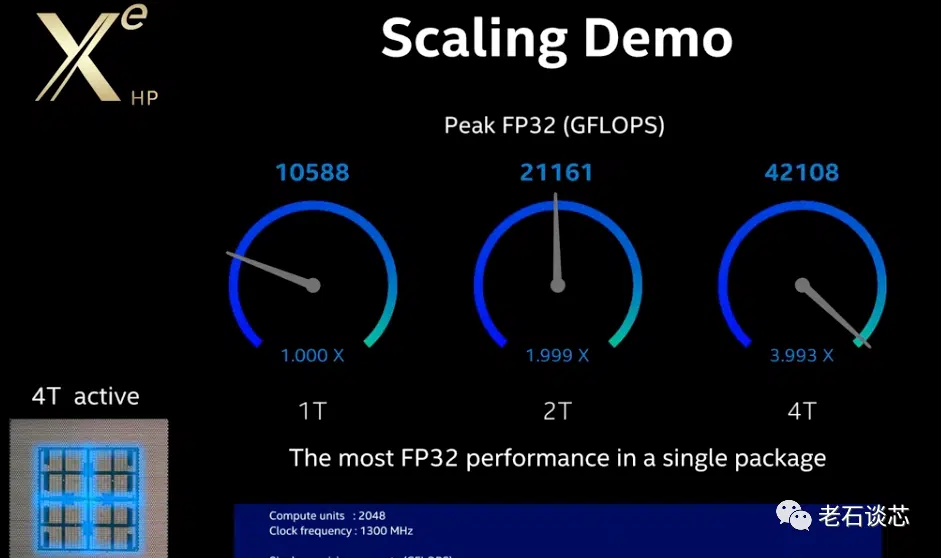 Xe HP
Scaling Demo
Peak FP32 (GFLOPS)
10588 21161 42108
1.000 X 1.999 X 3.993 X
4T active
1T 2T 4T
The most FP32 performance in a single package
Compute units : 2048
Clock frequency : 1300 MHz
老石谈芯